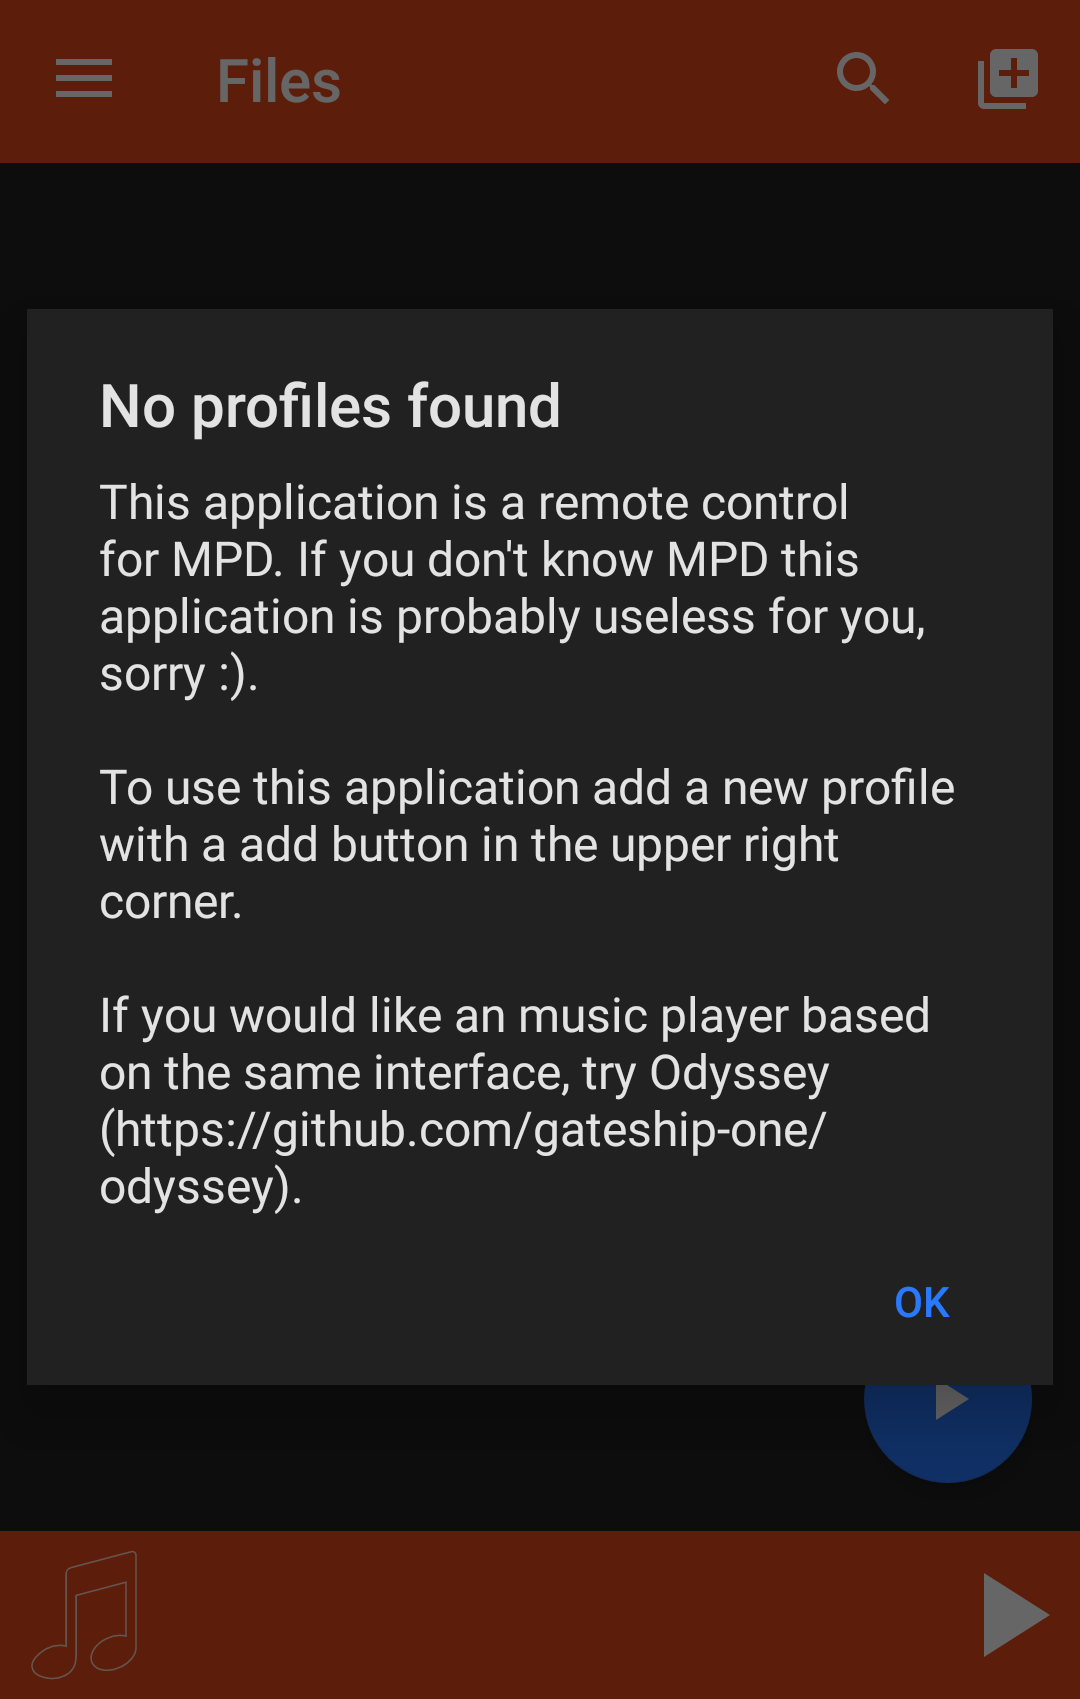 Files
No profiles found
This application is a remote control
for MPD. If you don't know MPD this
application is probably useless for you,
sorry :).
To use this application add a new profile
with a add button in the upper right
corner.
If you would like an music player based
on the same interface, try Odyssey
(https://github.com/gateship-one/
odyssey).
OK